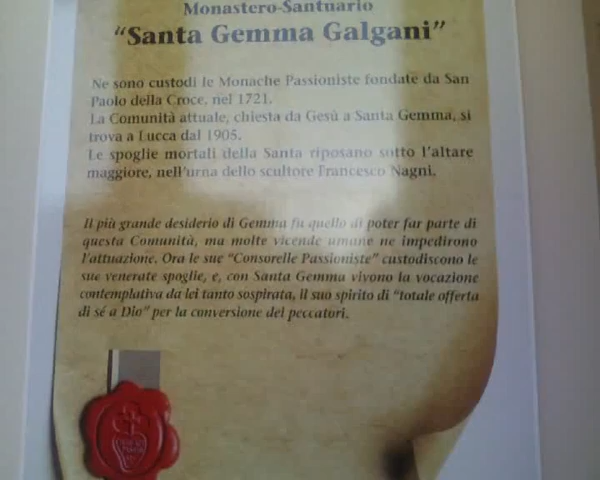 Monastero-Santuario
“Santa Gemma Galgani”
Ne sono custodi le Monache Passioniste fondate da San
Paolo della Croce, nel 1721.
La Comunità attuale, chiesta da Gesù a Santa Gemma, si
trova a Lucca dal 1905.
Le spoglie mortali della Santa riposano sotto l'altare
maggiore, nell'urna dello scultore Francesco Nagni.
Il più grande desiderio di Gemma fu quello di poter far parte di
questa Comunità, ma molte vicende umane ne impedirono
l'attuazione. Ora le sue “Consorelle Passioniste” custodiscono le
sue venerate spoglie, e, con Santa Gemma vivono la vocazione
contemplativa da lei tanto sospirata, il suo spirito di “totale offerta
di sé a Dio” per la conversione dei peccatori.